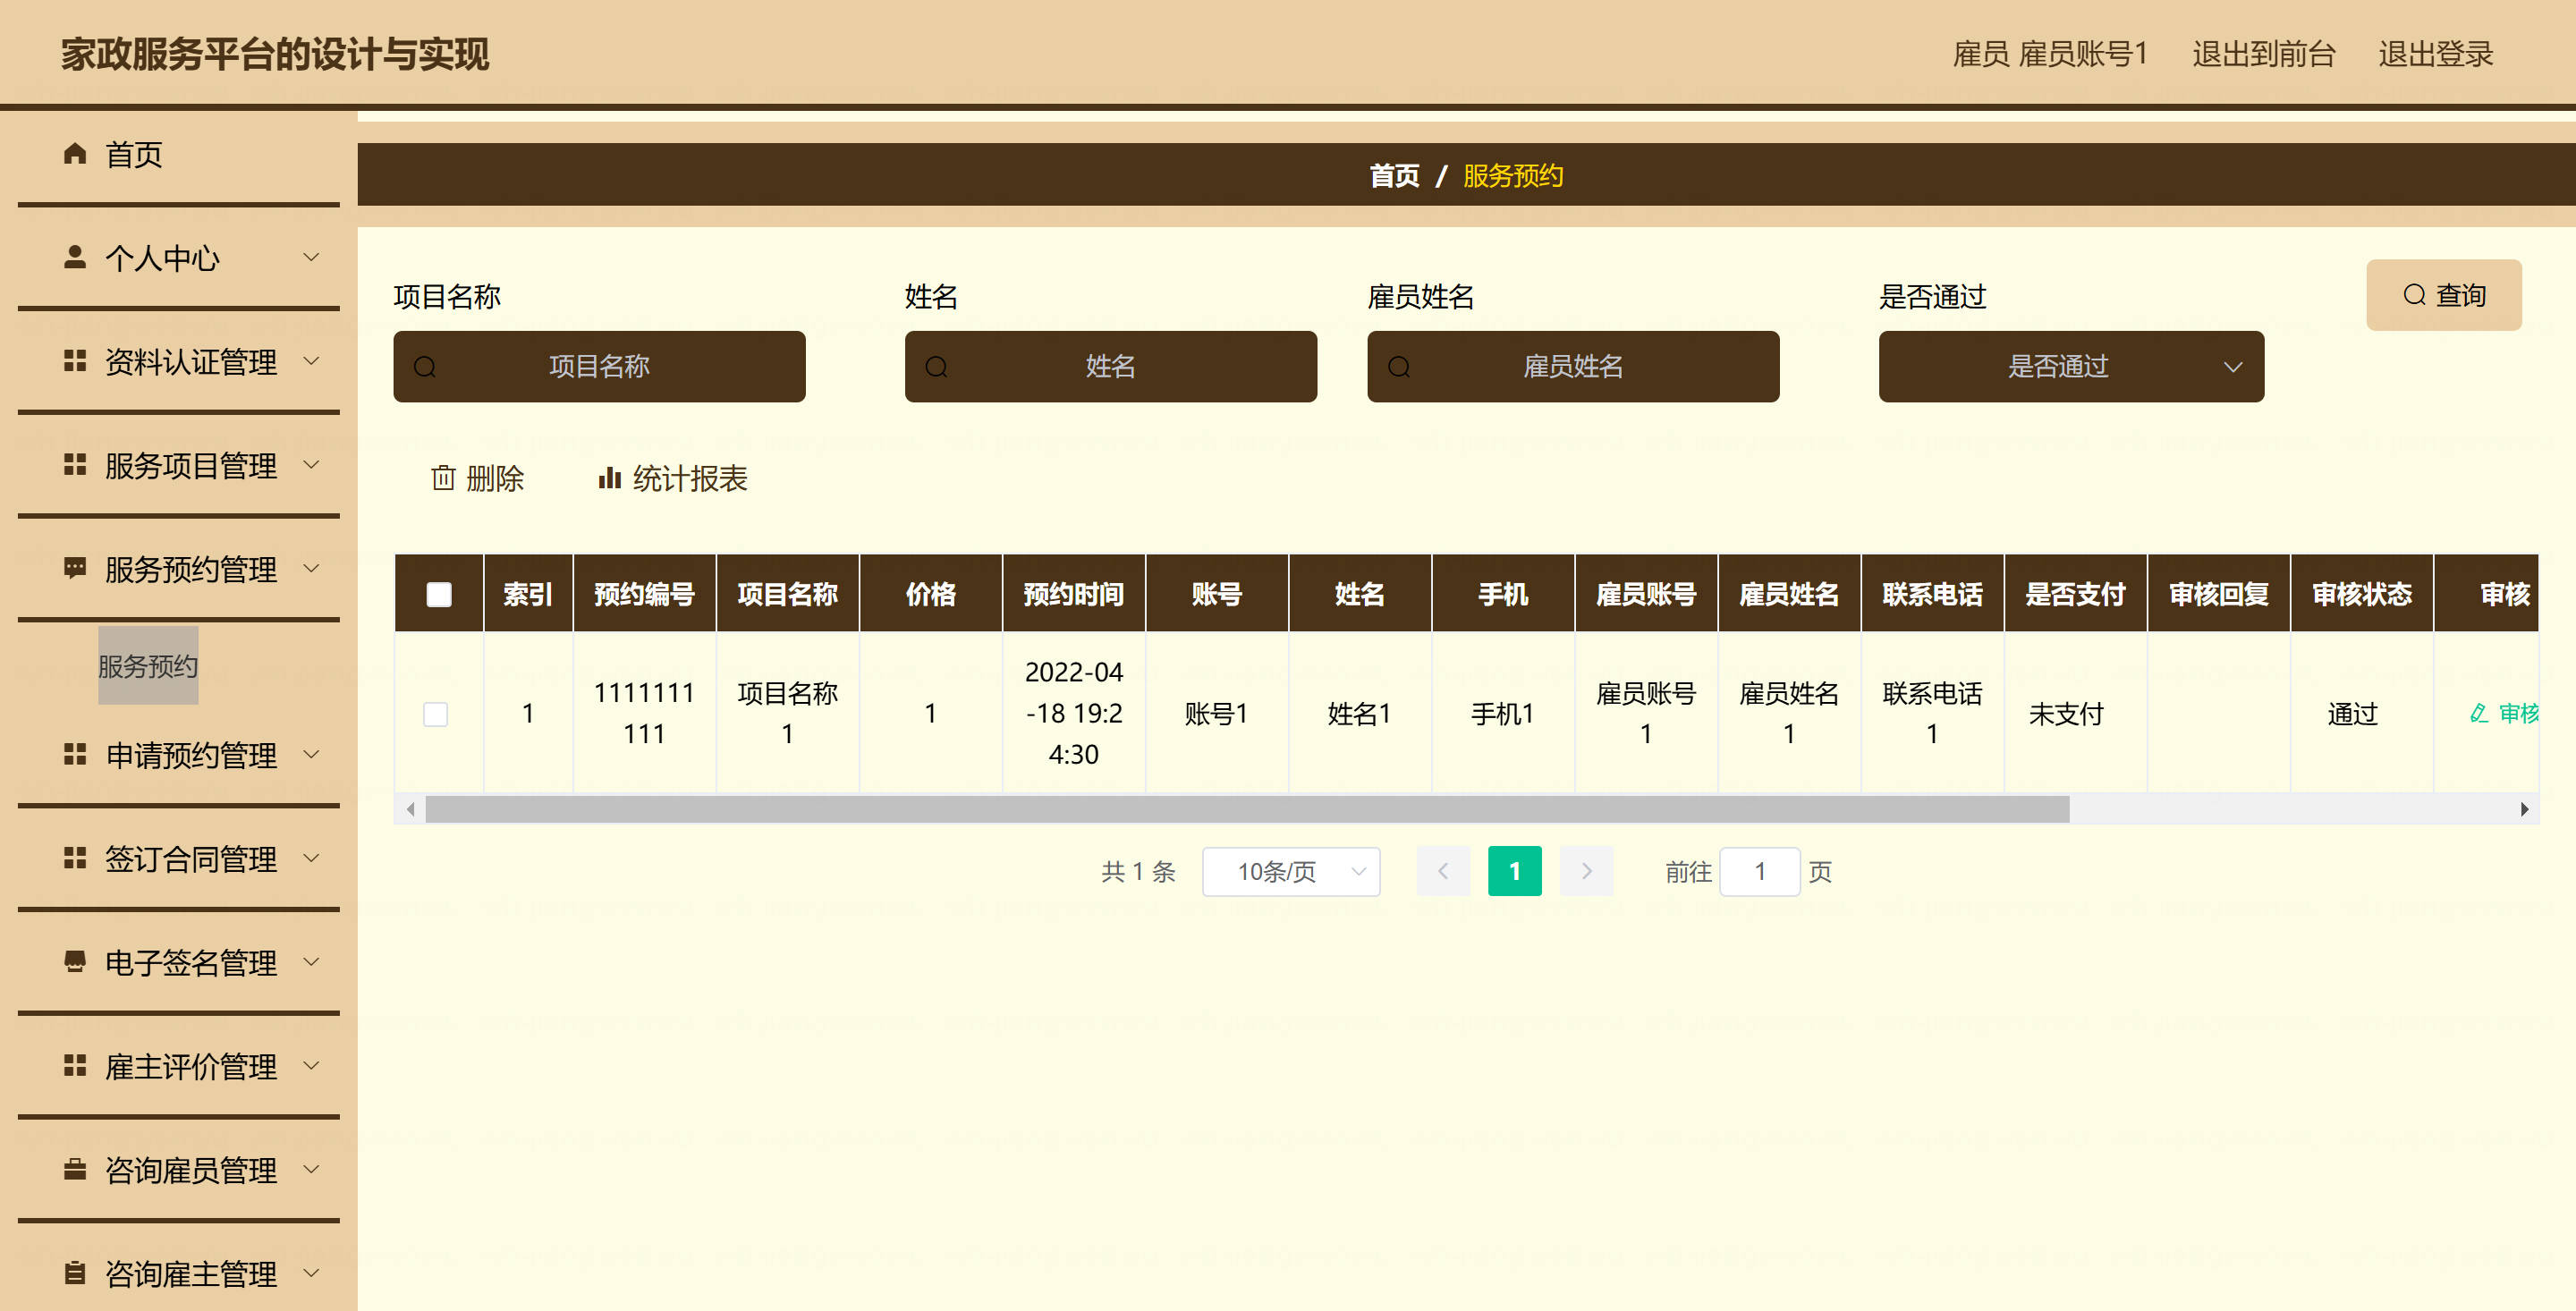 家政服务平台的设计与实现
雇员 雇员账号1 退出到前台 退出登录
首页
个人中心
资料认证管理
服务项目管理
服务预约管理
服务预约
申请预约管理
签订合同管理
电子签名管理
雇主评价管理
咨询雇员管理
咨询雇主管理
首页 / 服务预约
项目名称 姓名 雇员姓名 是否通过 查询
项目名称 姓名 雇员姓名 是否通过
删除 统计报表
索引 预约编号 项目名称 价格 预约时间 账号 姓名 手机 雇员账号 雇员姓名 联系电话 是否支付 审核回复 审核状态 审核
1 1111111111 项目名称1 1 2022-04-18 19:24:30 账号1 姓名1 手机1 雇员账号1 雇员姓名1 联系电话1 未支付 通过 审核
共 1 条 10条/页 1 前往 1 页